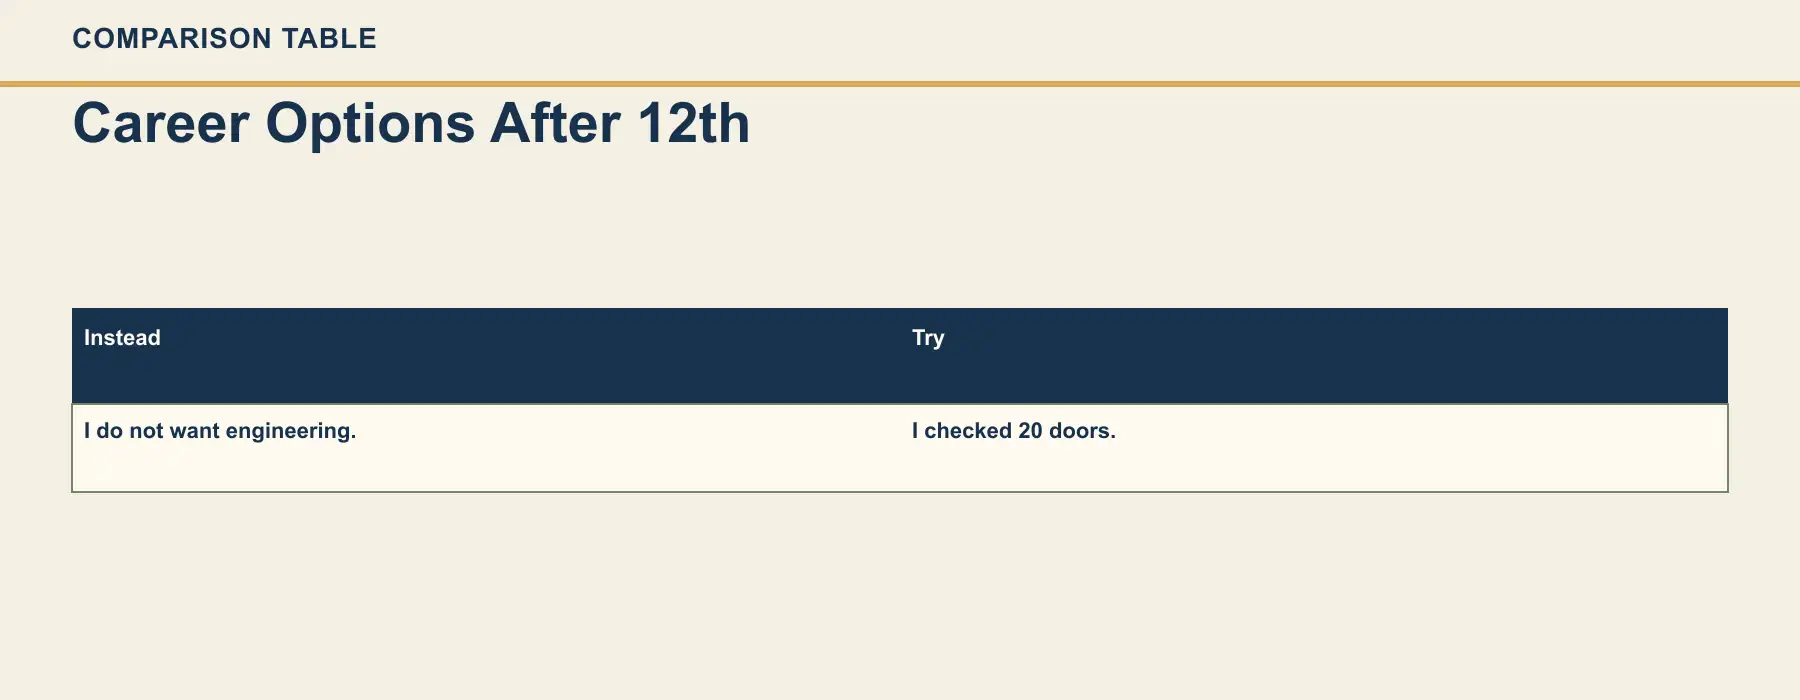 COMPARISON TABLE
Career Options After 12th
Instead Try
I do not want engineering. I checked 20 doors.